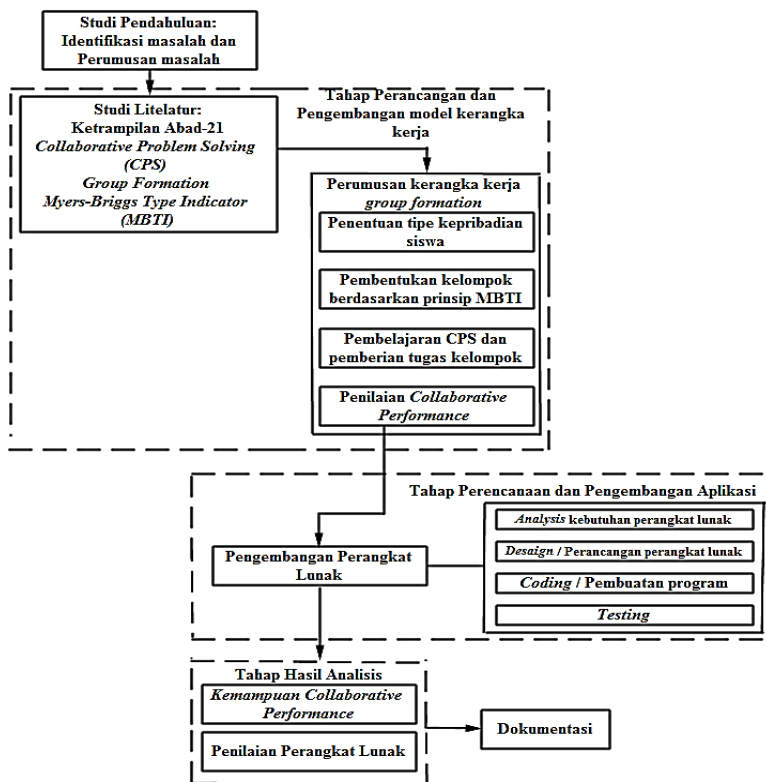 Studi Pendahuluan:
Identifikasi masalah dan
Perumusan masalah
Studi Litelatur:
Ketrampilan Abad-21
Collaborative Problem Solving
(CPS)
Group Formation
Myers-Briggs Type Indicator
(MBTI)
Tahap Perancangan dan
Pengembangan model kerangka
kerja
Perumusan kerangka kerja
group formation
Penentuan tipe kepribadian
siswa
Pembentukan kelompok
berdasarkan prinsip MBTI
Pembelajaran CPS dan
pemberian tugas kelompok
Penilaian Collaborative
Performance
Tahap Perencanaan dan Pengembangan Aplikasi
Pengembangan Perangkat
Lunak
Analysis kebutuhan perangkat lunak
Desaign / Perancangan perangkat lunak
Coding / Pembuatan program
Testing
Tahap Hasil Analisis
Kemampuan Collaborative
Performance
Penilaian Perangkat Lunak
Dokumentasi